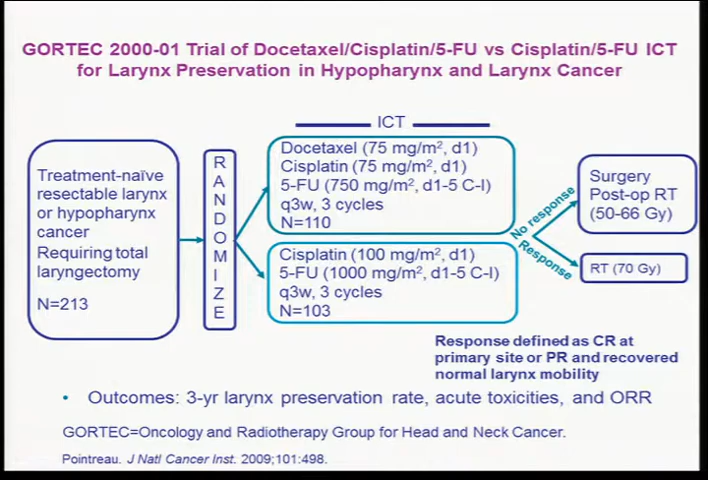 GORTEC 2000-01 Trial of Docetaxel/Cisplatin/5-FU vs Cisplatin/5-FU ICT
for Larynx Preservation in Hypopharynx and Larynx Cancer
ICT
Treatment-naïve
resectable larynx
or hypopharynx
cancer
Requiring total
laryngectomy
N=213
RANDOMIZE
Docetaxel (75 mg/m², d1)
Cisplatin (75 mg/m², d1)
5-FU (750 mg/m², d1-5 C-I)
q3w, 3 cycles
N=110
Cisplatin (100 mg/m², d1)
5-FU (1000 mg/m², d1-5 C-I)
q3w, 3 cycles
N=103
No response
Response
Surgery
Post-op RT
(50-66 Gy)
RT (70 Gy)
Response defined as CR at
primary site or PR and recovered
normal larynx mobility
• Outcomes: 3-yr larynx preservation rate, acute toxicities, and ORR
GORTEC=Oncology and Radiotherapy Group for Head and Neck Cancer.
Pointreau. J Natl Cancer Inst. 2009;101:498.